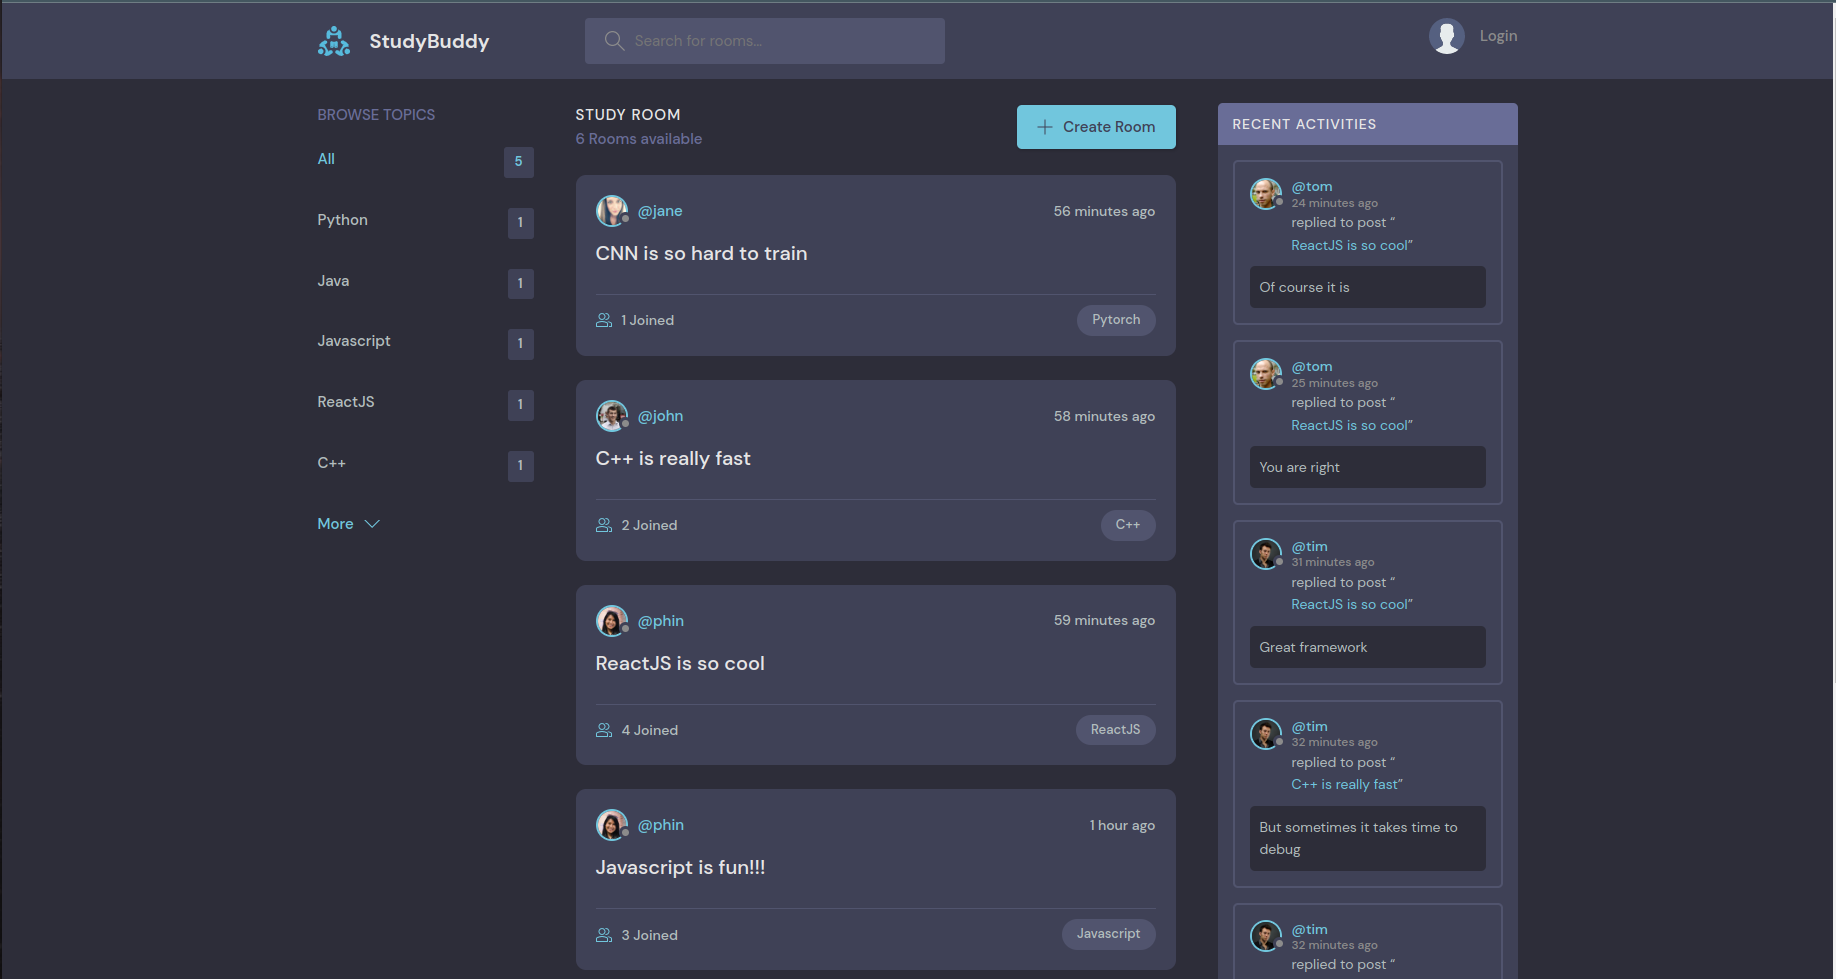 StudyBuddy
Search for rooms...
Login
BROWSE TOPICS
All
5
Python
1
Java
1
Javascript
1
ReactJS
1
C++
1
More
STUDY ROOM
6 Rooms available
Create Room
@jane
56 minutes ago
CNN is so hard to train
1 Joined
Pytorch
@john
58 minutes ago
C++ is really fast
2 Joined
C++
@phin
59 minutes ago
ReactJS is so cool
4 Joined
ReactJS
@phin
1 hour ago
Javascript is fun!!!
3 Joined
Javascript
RECENT ACTIVITIES
@tom
24 minutes ago
replied to post “
ReactJS is so cool”
Of course it is
@tom
25 minutes ago
replied to post “
ReactJS is so cool”
You are right
@tim
31 minutes ago
replied to post “
ReactJS is so cool”
Great framework
@tim
32 minutes ago
replied to post “
C++ is really fast”
But sometimes it takes time to
debug
@tim
32 minutes ago
replied to post “